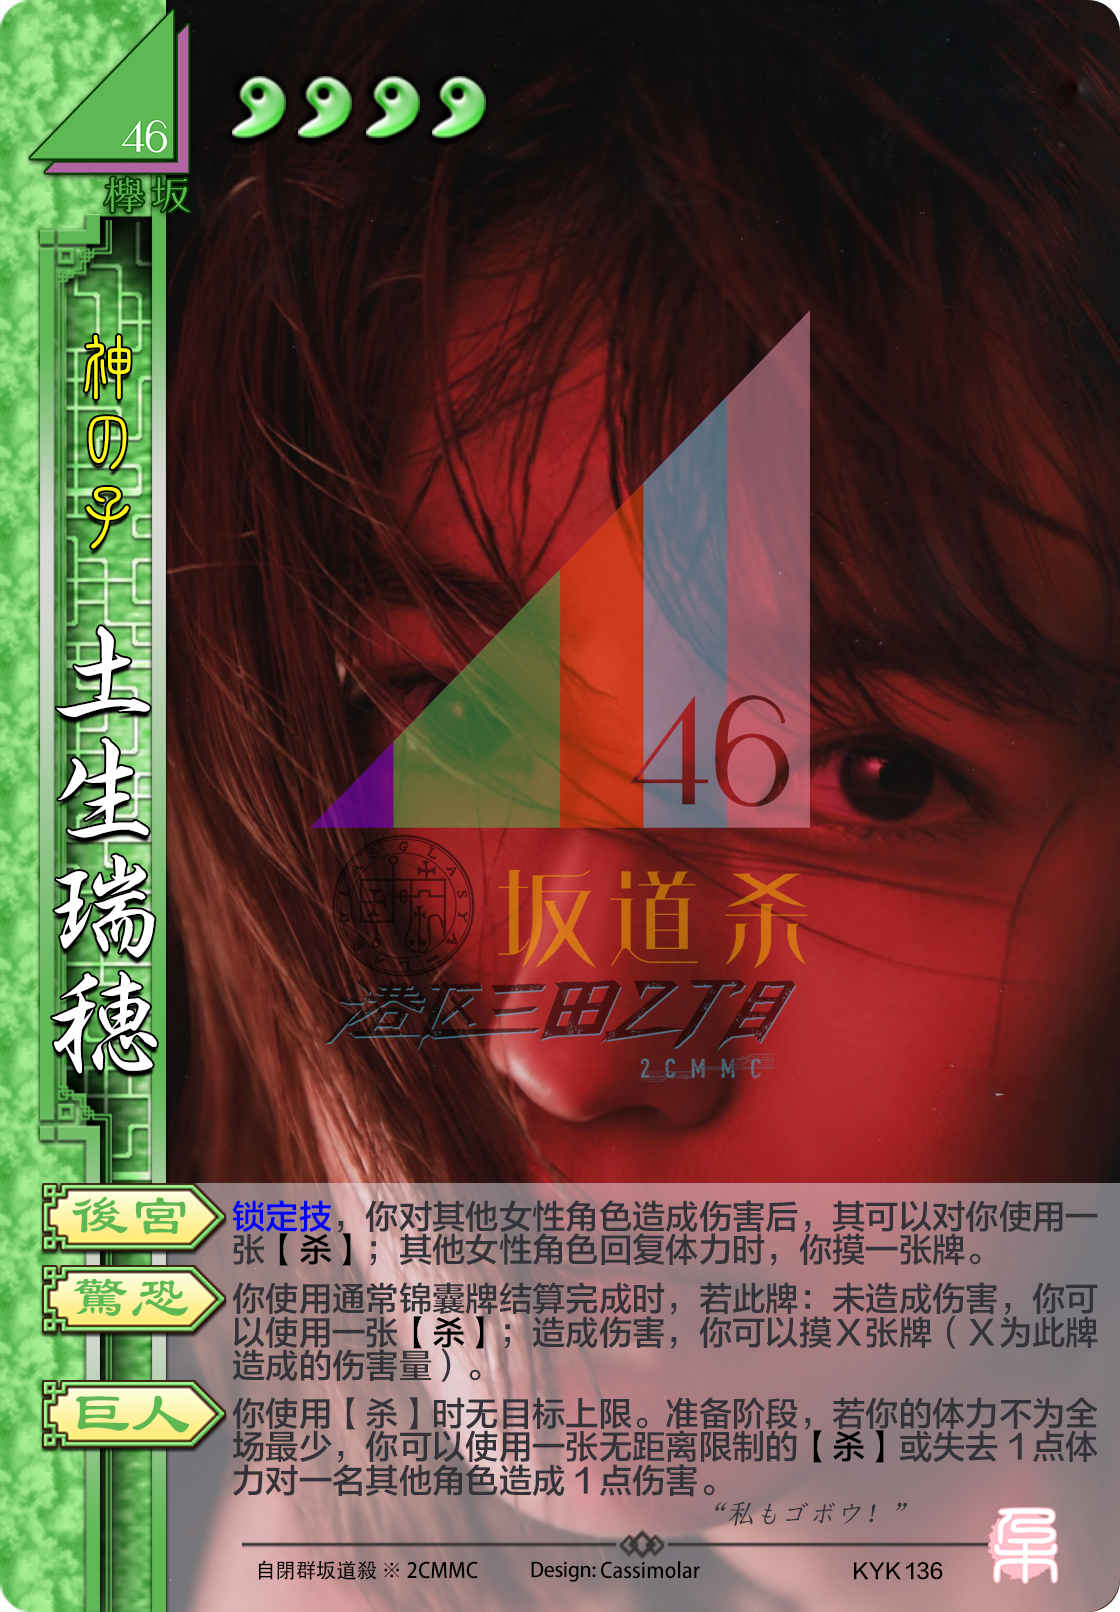 46
欅坂
神の子
土生瑞穂
46
坂道杀
港区三田乙丁目
2CMMC
後宮
锁定技，你对其他女性角色造成伤害后，其可以对你使用一
张【杀】；其他女性角色回复体力时，你摸一张牌。
驚恐
你使用通常锦囊牌结算完成时，若此牌：未造成伤害，你可
以使用一张【杀】；造成伤害，你可以摸X张牌（X为此牌
造成的伤害量）。
巨人
你使用【杀】时无目标上限。准备阶段，若你的体力不为全
场最少，你可以使用一张无距离限制的【杀】或失去1点体
力对一名其他角色造成1点伤害。
“私もゴボウ！”
自閉群坂道殺 ※ 2CMMC
Design: Cassimolar
KYK 136